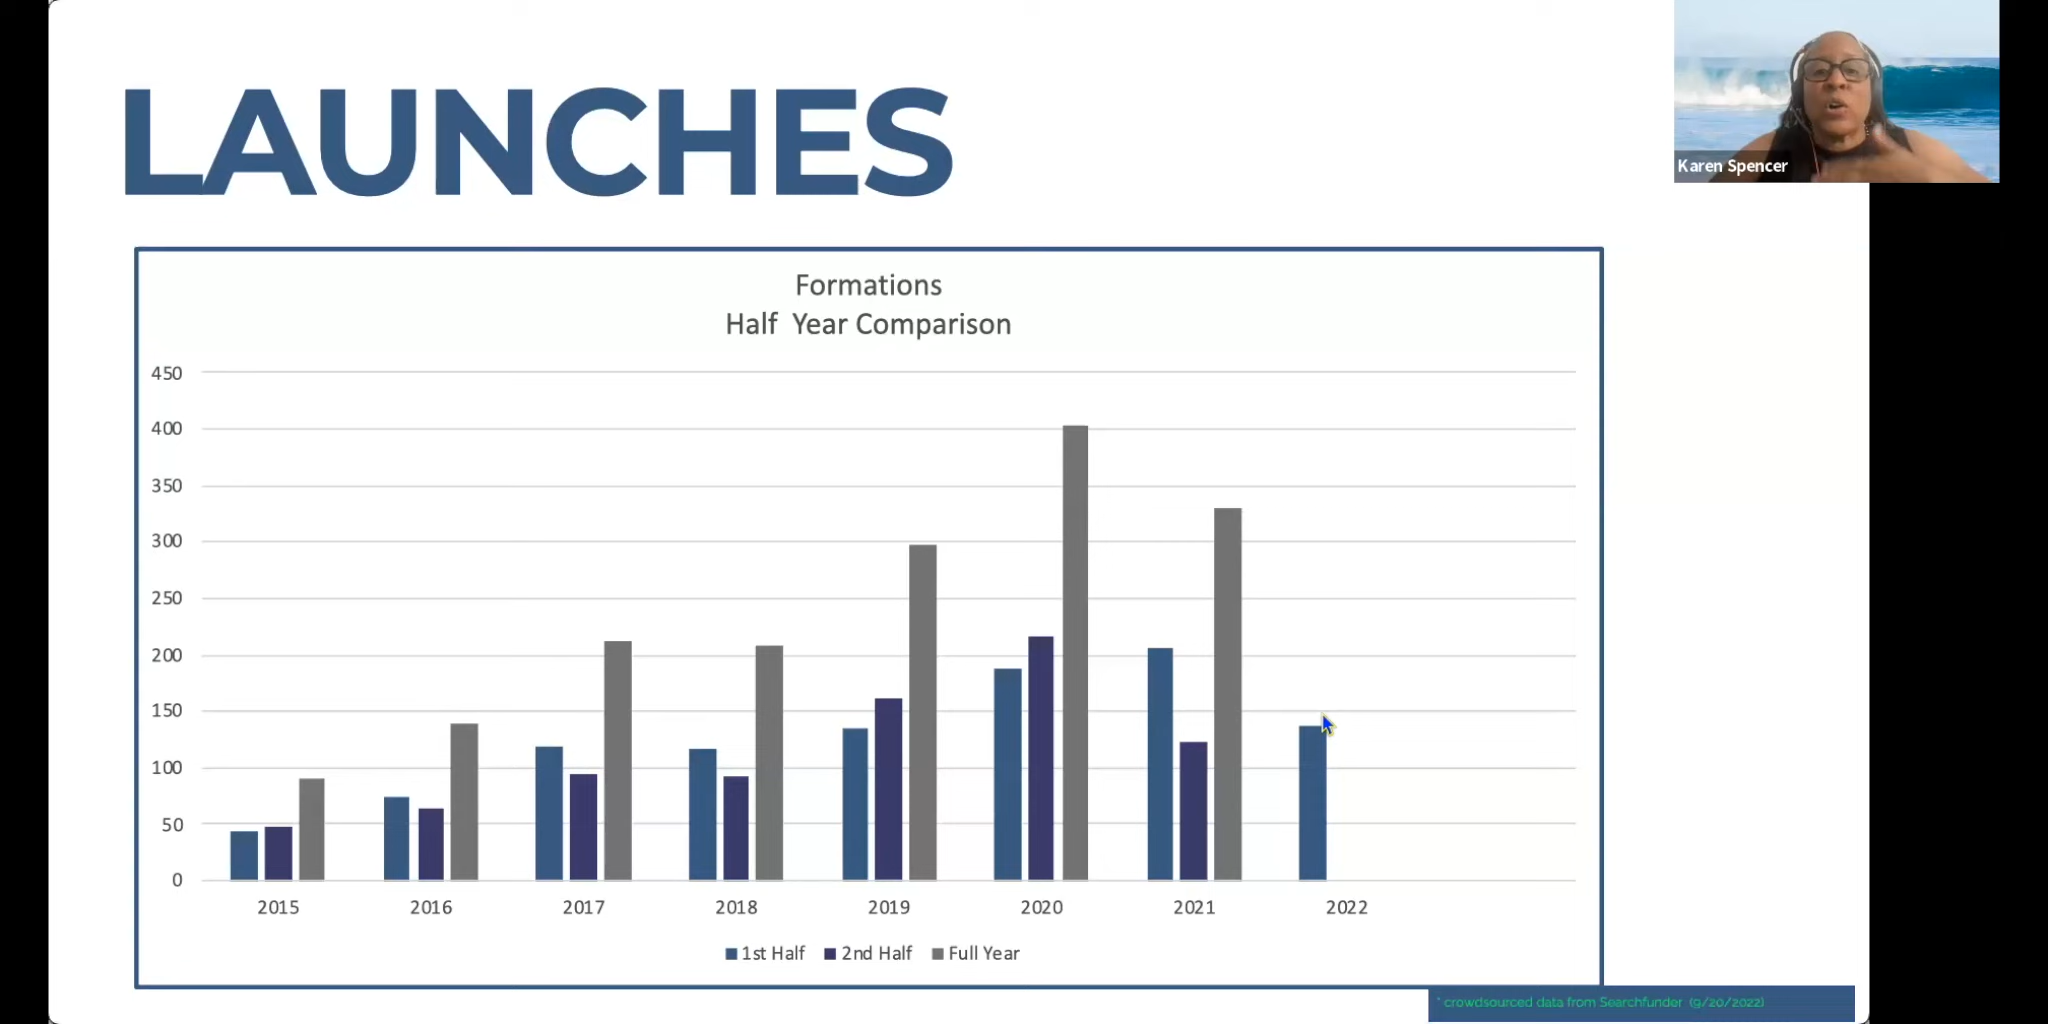 LAUNCHES
Karen Spencer
Formations
Half  Year Comparison
450
400
350
300
250
200
150
100
50
0
2015 2016 2017 2018 2019 2020 2021 2022
1st Half 2nd Half Full Year
* crowdsourced data from Searchfunder (9/20/2022)